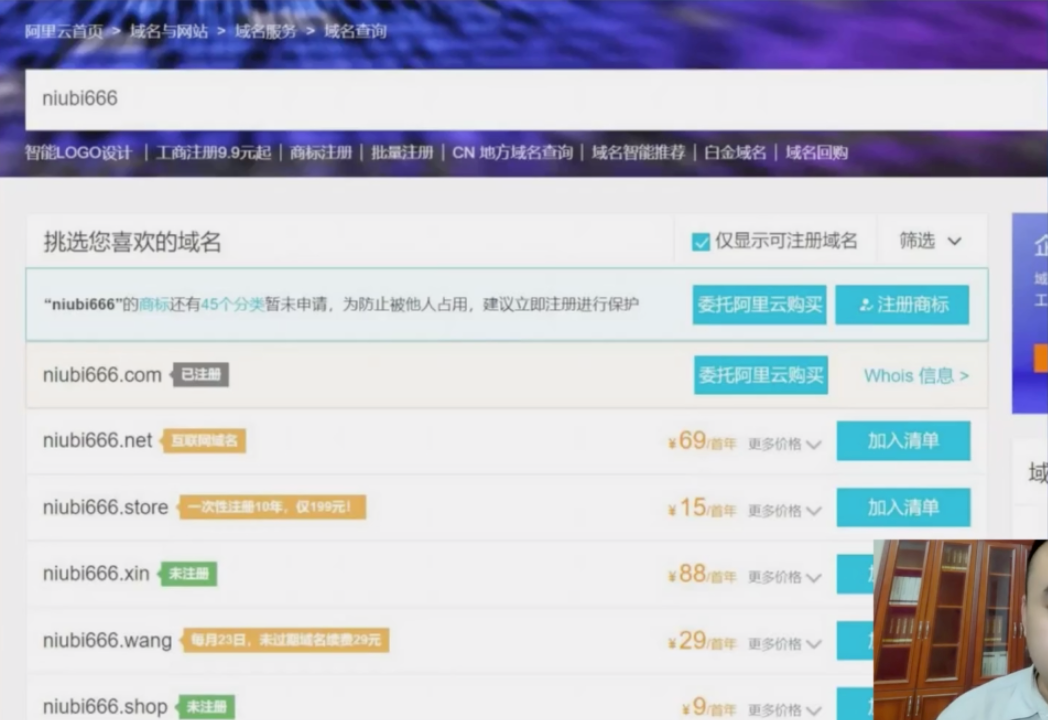 阿里云首页 > 域名与网站 > 域名服务 > 域名查询
niubi666
智能LOGO设计 | 工商注册9.9元起 | 商标注册 | 批量注册 | CN 地方域名查询 | 域名智能推荐 | 白金域名 | 域名回购
挑选您喜欢的域名 仅显示可注册域名 筛选
“niubi666”的商标还有45个分类暂未申请，为防止被他人占用，建议立即注册进行保护 委托阿里云购买 注册商标
niubi666.com 已注册 委托阿里云购买 Whois 信息 >
niubi666.net 互联网域名 ¥69/首年 更多价格 加入清单
域
niubi666.store 一次性注册10年，仅199元！ ¥15/首年 更多价格 加入清单
niubi666.xin 未注册 ¥88/首年 更多价格
niubi666.wang 每月23日，未过期域名续费29元 ¥29/首年 更多价格
niubi666.shop 未注册 ¥9/首年 更多价格